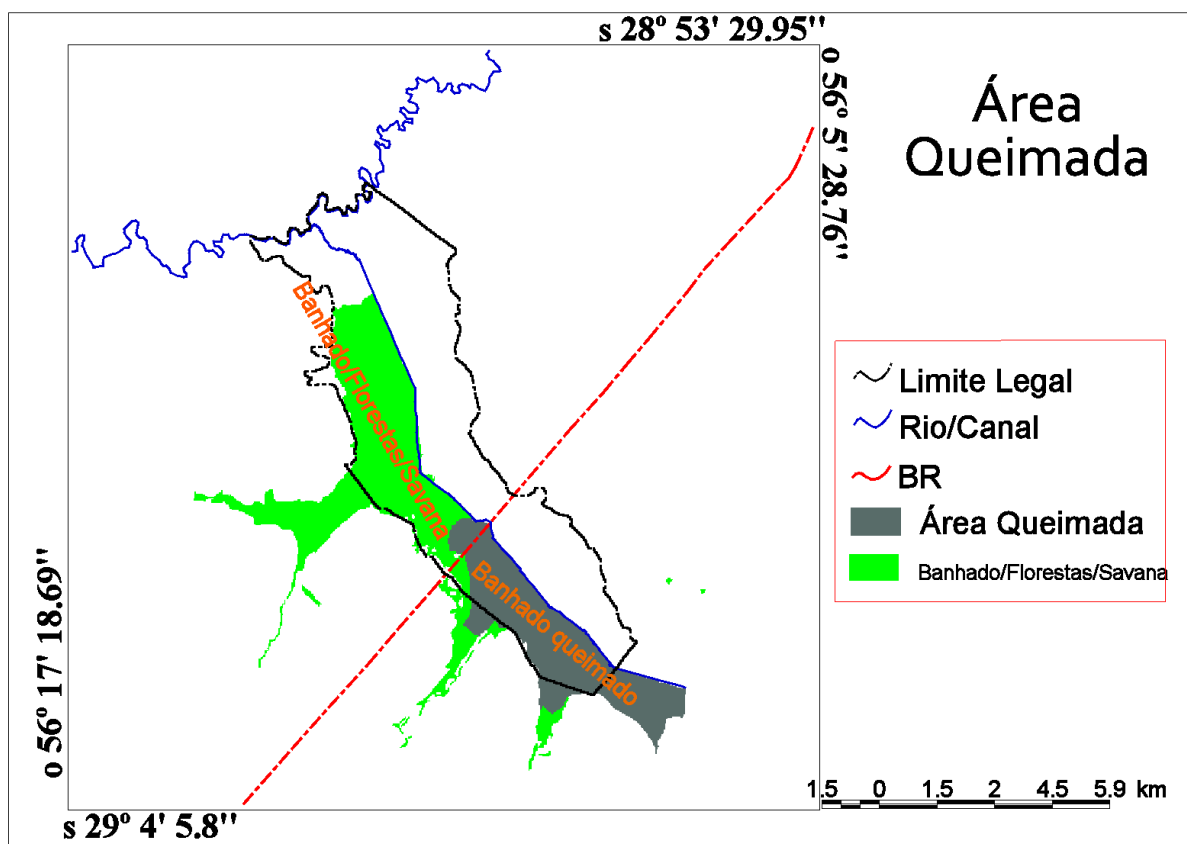 s 28º 53' 29.95''
o 56º 5' 28.76''
Área
Queimada
Banhado/Florestas/Savana
Banhado queimado
Limite Legal
Rio/Canal
BR
Área Queimada
Banhado/Florestas/Savana
o 56º 17' 18.69''
s 29º 4' 5.8''
1.5 0 1.5 2 4.5 5.9 km